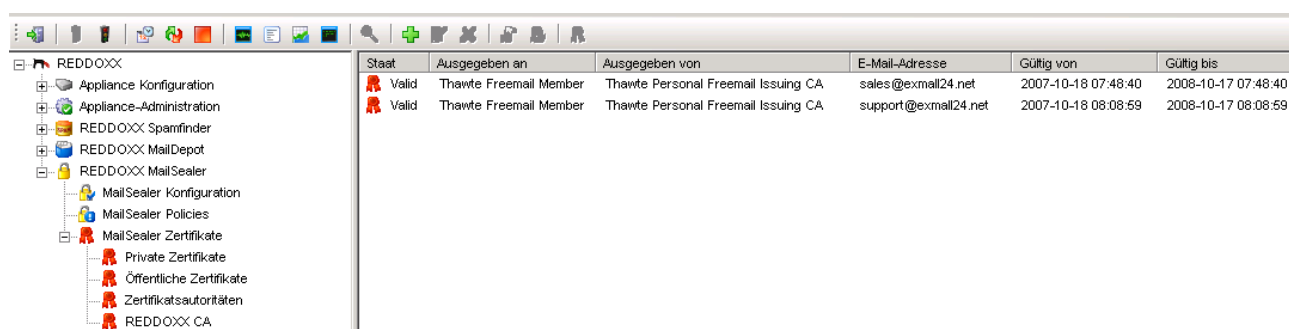 REDDOXX
Appliance Konfiguration
Appliance-Administration
REDDOXX Spamfinder
REDDOXX MailDepot
REDDOXX MailSealer
MailSealer Konfiguration
MailSealer Policies
MailSealer Zertifikate
Private Zertifikate
Öffentliche Zertifikate
Zertifikatsautoritäten
REDDOXX CA
Staat Ausgegeben an Ausgegeben von E-Mail-Adresse Gültig von Gültig bis
Valid Thawte Freemail Member Thawte Personal Freemail Issuing CA sales@exmall24.net 2007-10-18 07:48:40 2008-10-17 07:48:40
Valid Thawte Freemail Member Thawte Personal Freemail Issuing CA support@exmall24.net 2007-10-18 08:08:59 2008-10-17 08:08:59